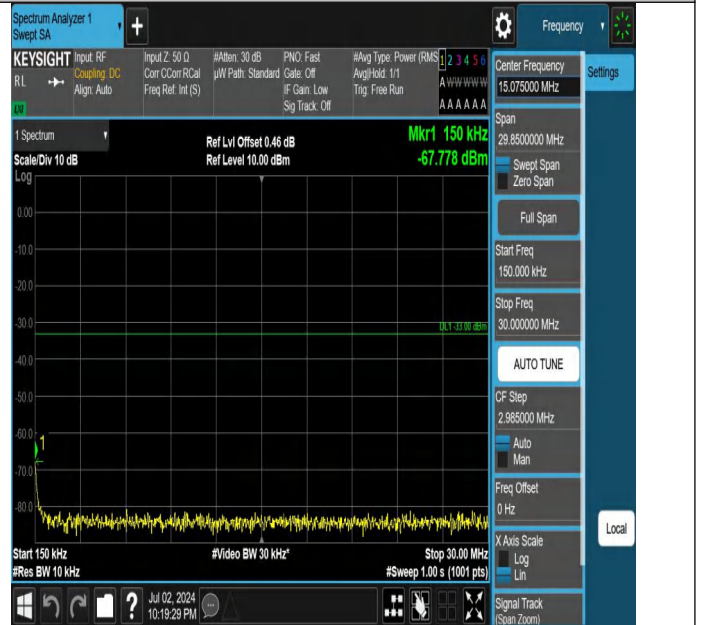 Spectrum Analyzer 1
Swept SA
+
Frequency
KEYSIGHT
RL
LXI
Input: RF
Coupling: DC
Align: Auto
Input Z: 50 Ω
Corr CCorr RCal
Freq Ref: Int (S)
#Atten: 30 dB
µW Path: Standard
PNO: Fast
Gate: Off
IF Gain: Low
Sig Track: Off
#Avg Type: Power (RMS
Avg|Hold: 1/1
Trig: Free Run
1 2 3 4 5 6
A W W W W W
A A A A A A
1 Spectrum
Scale/Div 10 dB
Ref Lvl Offset 0.46 dB
Ref Level 10.00 dBm
Mkr1 150 kHz
-67.778 dBm
Log
0.00
-10.0
-20.0
-30.0
-40.0
-50.0
-60.0
-70.0
-80.0
DL1 -33.00 dBm
1
Start 150 kHz
#Res BW 10 kHz
#Video BW 30 kHz*
Stop 30.00 MHz
#Sweep 1.00 s (1001 pts)
Center Frequency
15.075000 MHz
Settings
Span
29.8500000 MHz
Swept Span
Zero Span
Full Span
Start Freq
150.000 kHz
Stop Freq
30.000000 MHz
AUTO TUNE
CF Step
2.985000 MHz
Auto
Man
Freq Offset
0 Hz
X Axis Scale
Log
Lin
Signal Track
(Span Zoom)
Local
?
Jul 02, 2024
10:19:29 PM